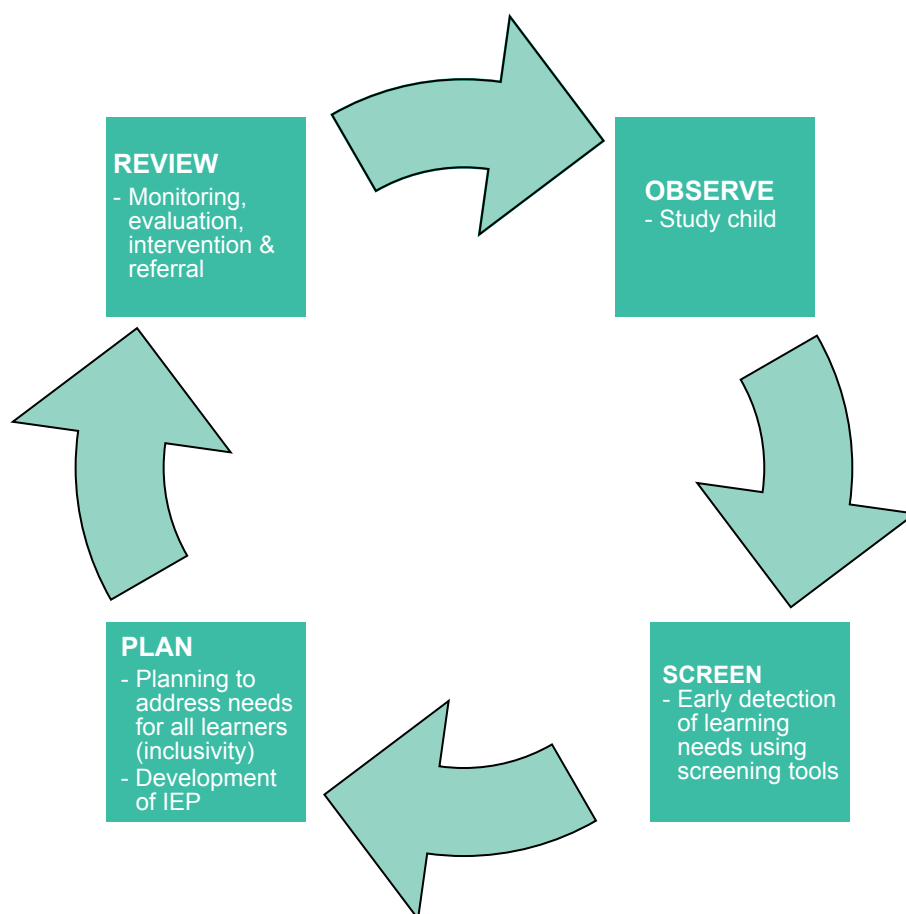 REVIEW
- Monitoring,
evaluation,
intervention &
referral
OBSERVE
- Study child
SCREEN
- Early detection
of learning
needs using
screening tools
PLAN
- Planning to
address needs
for all learners
(inclusivity)
- Development
of IEP